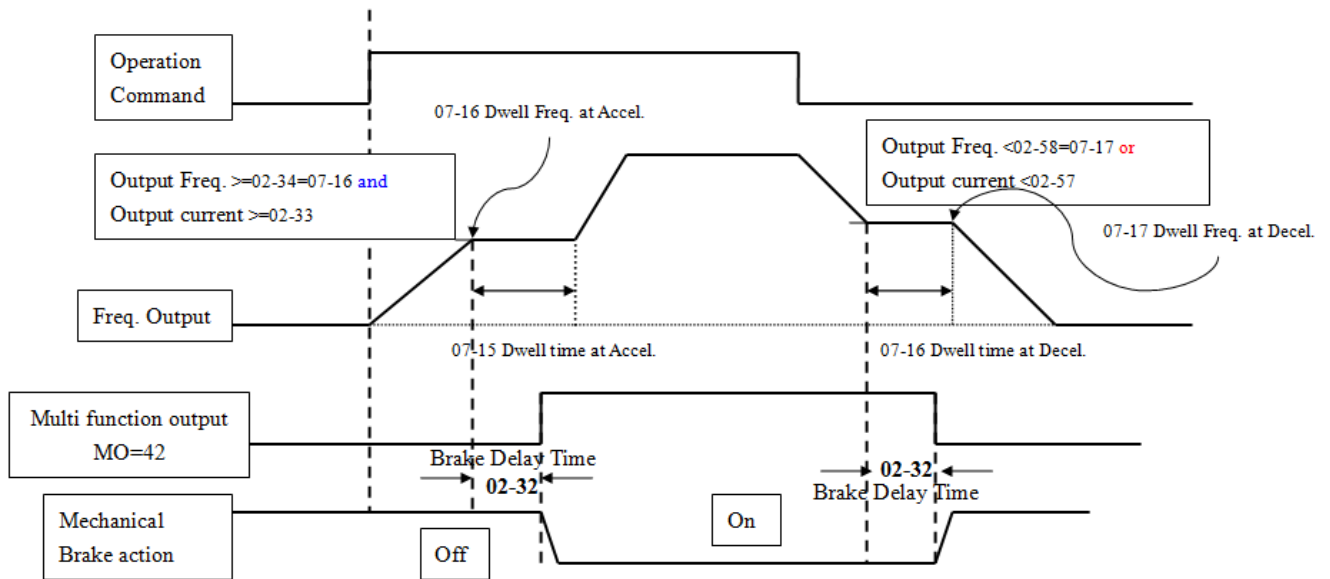 Operation
Command
07-16 Dwell Freq. at Accel.
Output Freq. >=02-34=07-16 and
Output current >=02-33
Output Freq. <02-58=07-17 or
Output current <02-57
07-17 Dwell Freq. at Decel.
Freq. Output
07-15 Dwell time at Accel.
07-16 Dwell time at Decel.
Multi function output
MO=42
Brake Delay Time
02-32
02-32
Brake Delay Time
Mechanical
Brake action
Off
On